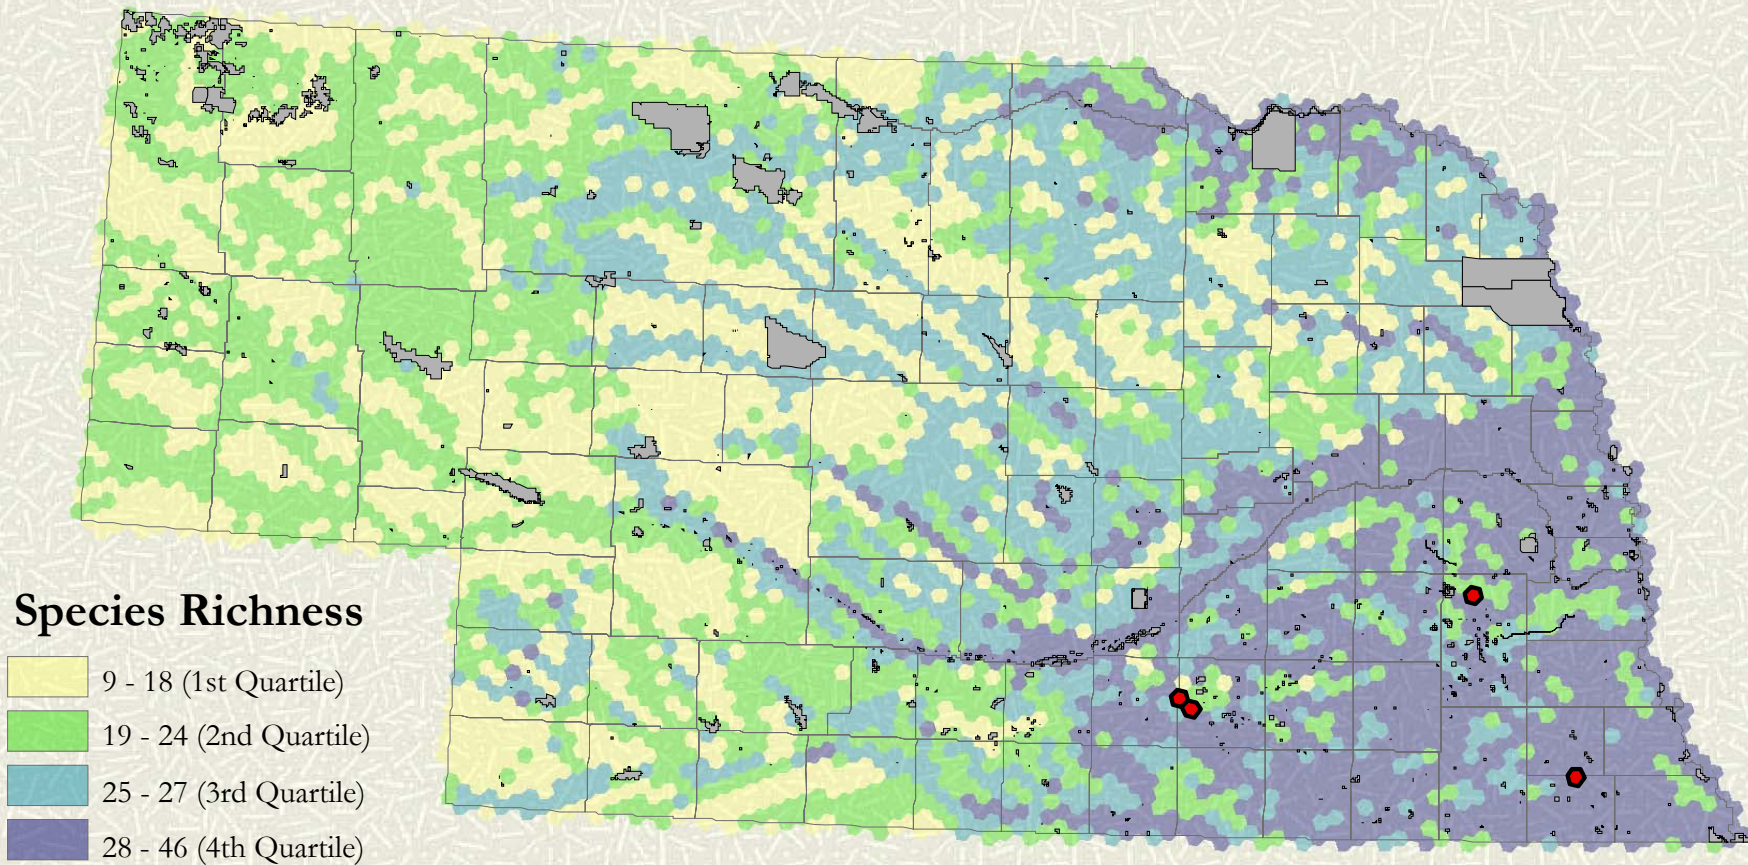 Species Richness
9 - 18 (1st Quartile)
19 - 24 (2nd Quartile)
25 - 27 (3rd Quartile)
28 - 46 (4th Quartile)